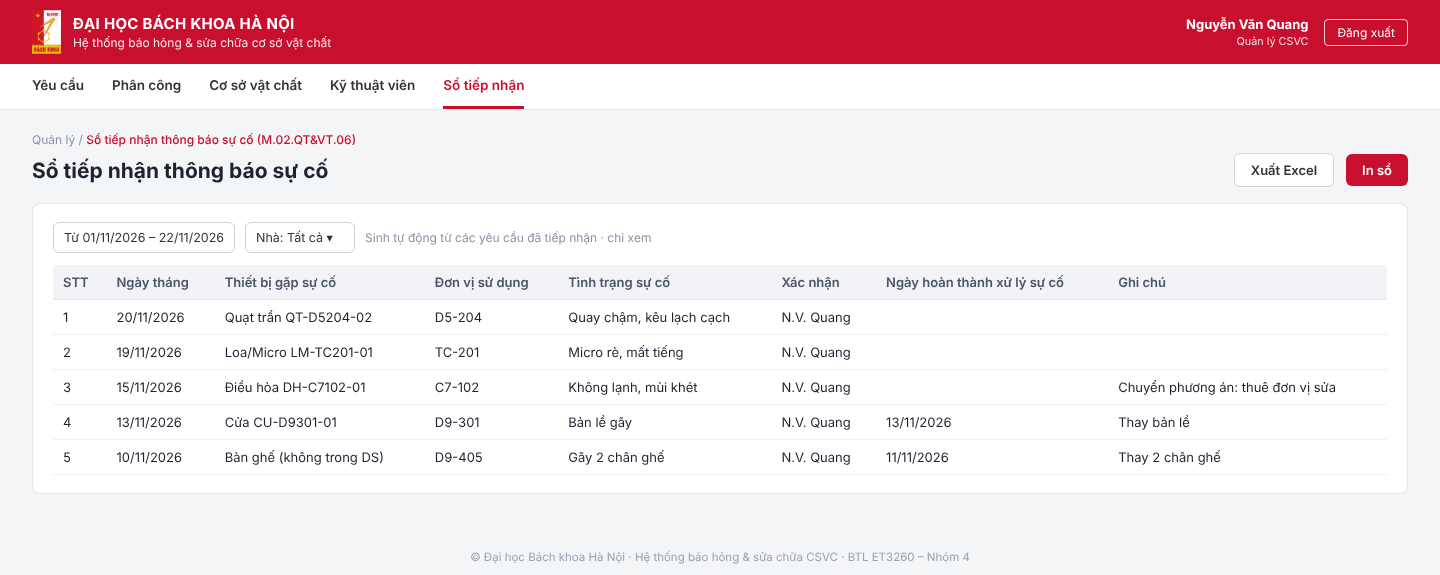 ĐẠI HỌC BÁCH KHOA HÀ NỘI
Hệ thống báo hỏng & sửa chữa cơ sở vật chất
Nguyễn Văn Quang
Quản lý CSVC
Đăng xuất
Yêu cầu Phân công Cơ sở vật chất Kỹ thuật viên Sổ tiếp nhận
Quản lý / Sổ tiếp nhận thông báo sự cố (M.02.QT&VT.06)
Sổ tiếp nhận thông báo sự cố
Xuất Excel In sổ
Từ 01/11/2026 – 22/11/2026 Nhà: Tất cả ▾ Sinh tự động từ các yêu cầu đã tiếp nhận · chỉ xem
STT Ngày tháng Thiết bị gặp sự cố Đơn vị sử dụng Tình trạng sự cố Xác nhận Ngày hoàn thành xử lý sự cố Ghi chú
1 20/11/2026 Quạt trần QT-D5204-02 D5-204 Quay chậm, kêu lạch cạch N.V. Quang
2 19/11/2026 Loa/Micro LM-TC201-01 TC-201 Micro rè, mất tiếng N.V. Quang
3 15/11/2026 Điều hòa DH-C7102-01 C7-102 Không lạnh, mùi khét N.V. Quang Chuyển phương án: thuê đơn vị sửa
4 13/11/2026 Cửa CU-D9301-01 D9-301 Bản lề gãy N.V. Quang 13/11/2026 Thay bản lề
5 10/11/2026 Bàn ghế (không trong DS) D9-405 Gãy 2 chân ghế N.V. Quang 11/11/2026 Thay 2 chân ghế
© Đại học Bách khoa Hà Nội · Hệ thống báo hỏng & sửa chữa CSVC · BTL ET3260 – Nhóm 4